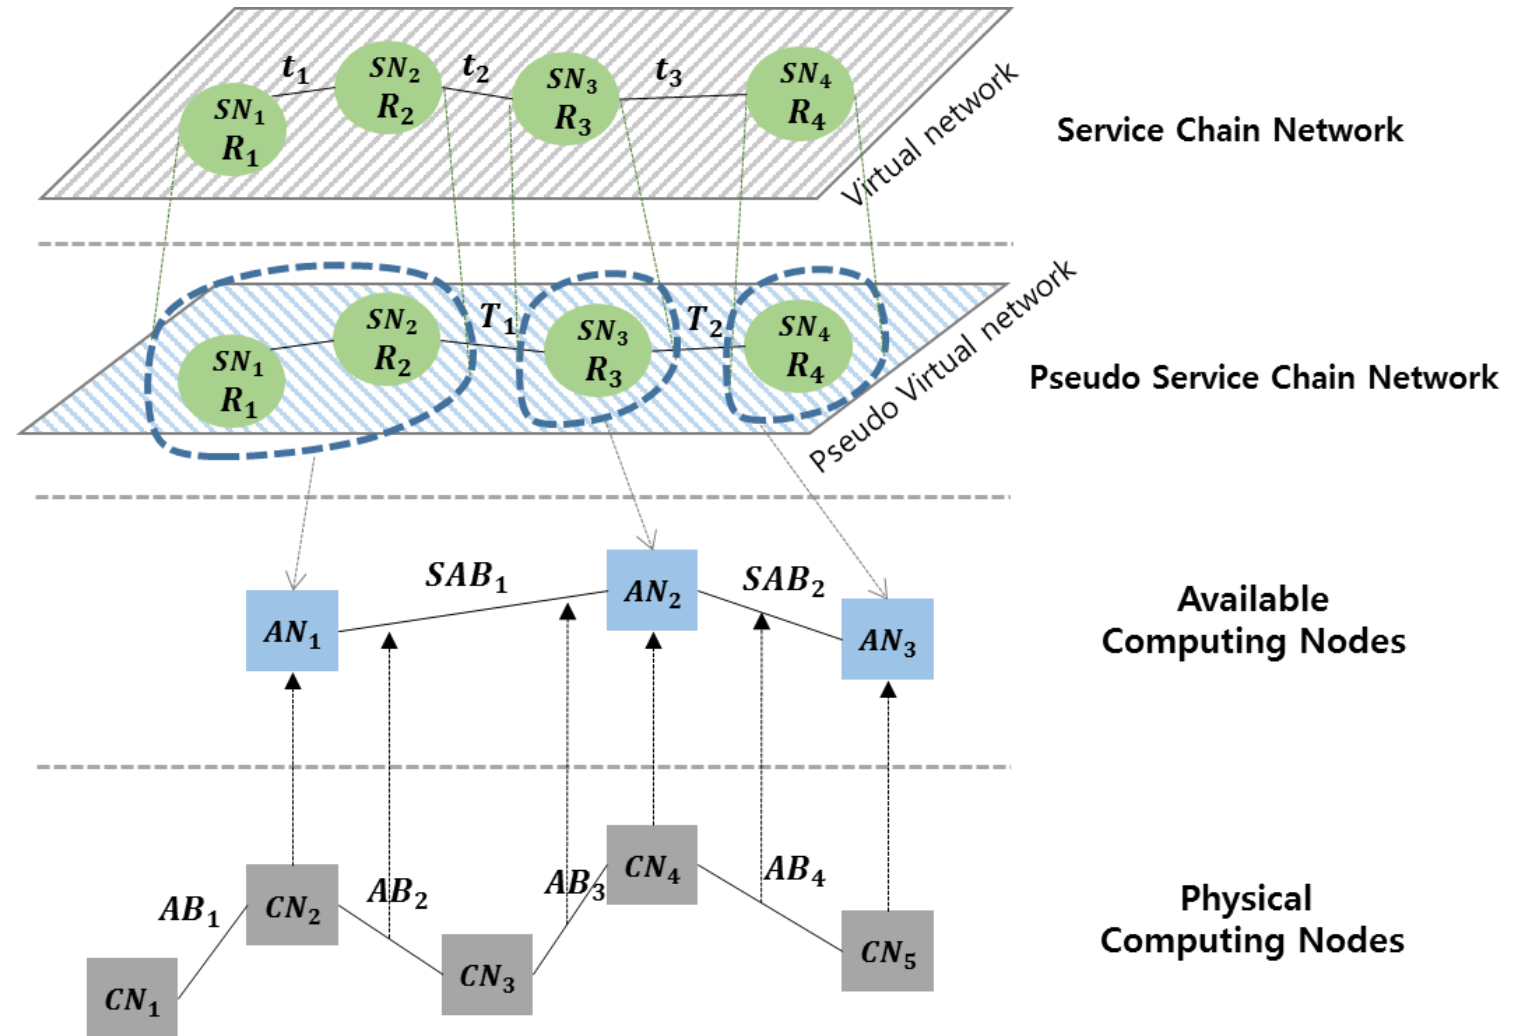 t₁
t₂
t₃
SN₁
R₁
SN₂
R₂
SN₃
R₃
SN₄
R₄
Virtual network
Service Chain Network
SN₁
R₁
SN₂
R₂
T₁
SN₃
R₃
T₂
SN₄
R₄
Pseudo Virtual network
Pseudo Service Chain Network
AN₁
SAB₁
AN₂
SAB₂
AN₃
Available
Computing Nodes
CN₁
AB₁
CN₂
AB₂
CN₃
AB₃
CN₄
AB₄
CN₅
Physical
Computing Nodes